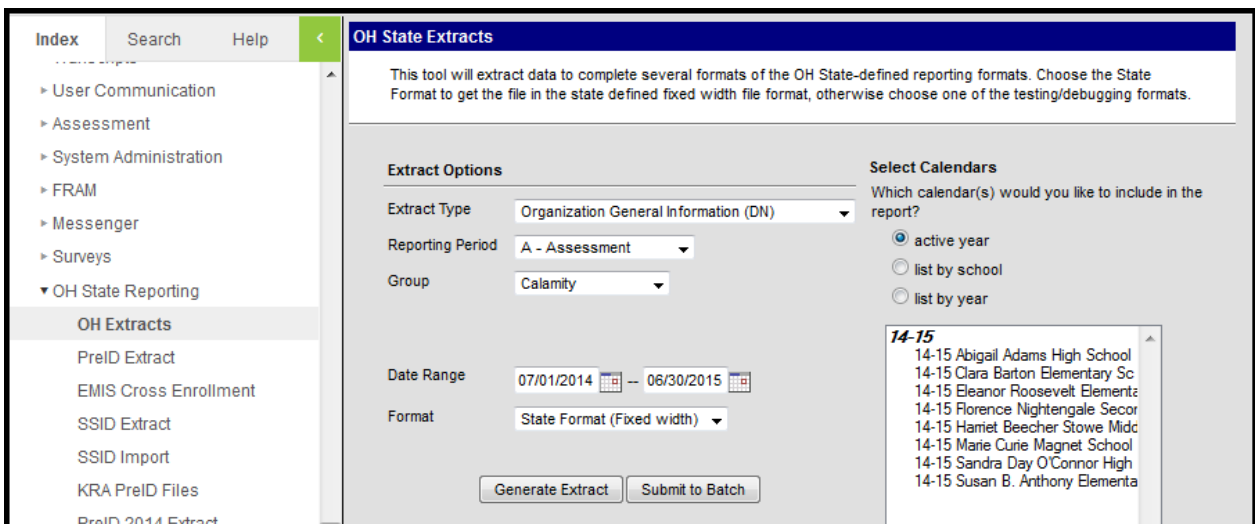 Index
Search
Help
<
Transcripts
User Communication
Assessment
System Administration
FRAM
Messenger
Surveys
OH State Reporting
OH Extracts
PreID Extract
EMIS Cross Enrollment
SSID Extract
SSID Import
KRA PreID Files
PreID 2014 Extract
OH State Extracts
This tool will extract data to complete several formats of the OH State-defined reporting formats. Choose the State
Format to get the file in the state defined fixed width file format, otherwise choose one of the testing/debugging formats.
Extract Options
Extract Type Organization General Information (DN)
Reporting Period A - Assessment
Group Calamity
Date Range 07/01/2014 -- 06/30/2015
Format State Format (Fixed width)
Generate Extract Submit to Batch
Select Calendars
Which calendar(s) would you like to include in the
report?
active year
list by school
list by year
14-15
14-15 Abigail Adams High School
14-15 Clara Barton Elementary Sc
14-15 Eleanor Roosevelt Elementa
14-15 Florence Nightengale Secon
14-15 Harriet Beecher Stowe Midd
14-15 Marie Curie Magnet School
14-15 Sandra Day O'Connor High
14-15 Susan B. Anthony Elementa